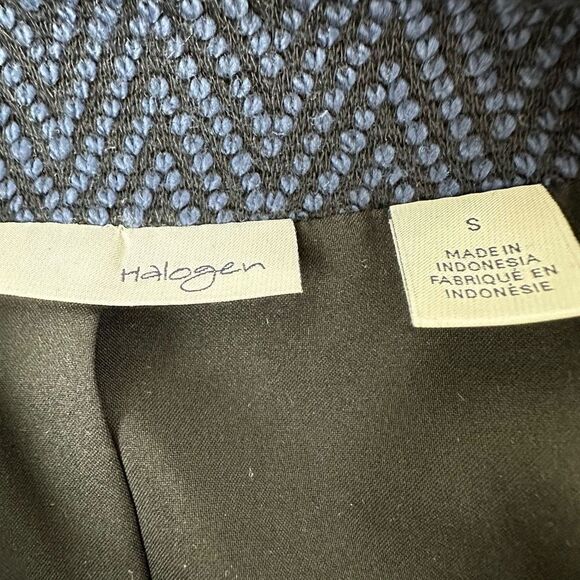 Halogen
S
MADE IN
INDONESIA
FABRIQUÉ EN
INDONÉSIE